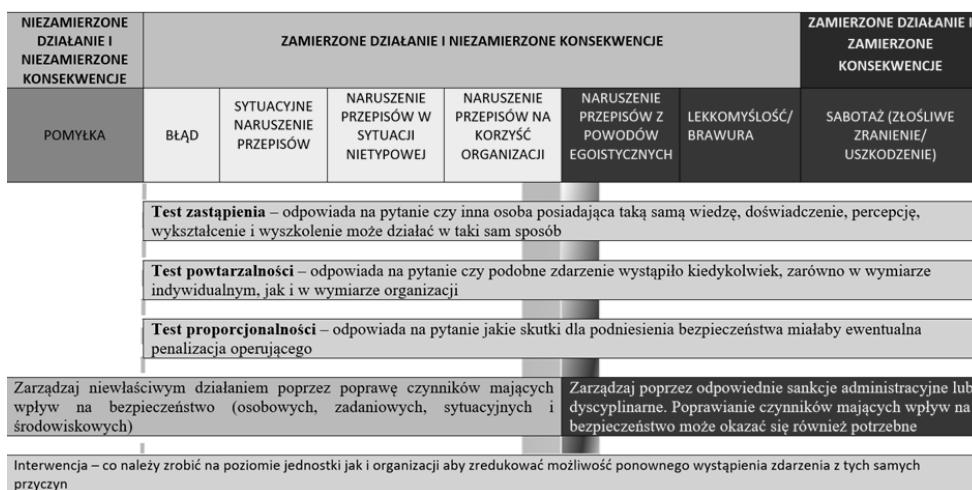 NIEZAMIERZONE
DZIAŁANIE I
NIEZAMIERZONE
KONSEKWENCJE
ZAMIERZONE DZIAŁANIE I NIEZAMIERZONE KONSEKWENCJE
ZAMIERZONE DZIAŁANIE I
ZAMIERZONE
KONSEKWENCJE
POMYŁKA
BŁĄD
SYTUACYJNE
NARUSZENIE
PRZEPISÓW
NARUSZENIE
PRZEPISÓW W
SYTUACJI
NIETYPOWEJ
NARUSZENIE
PRZEPISÓW NA
KORZYŚĆ
ORGANIZACJI
NARUSZENIE
PRZEPISÓW Z
POWODÓW
EGOISTYCZNYCH
LEKKOMYŚLOŚĆ/
BRAWURA
SABOTAŻ (ZŁOŚLIWE
ZRANIENIE/
USZKODZENIE)
Test zastąpienia – odpowiada na pytanie czy inna osoba posiadająca taką samą wiedzę, doświadczenie, percepcję,
wykształcenie i wyszkolenie może działać w taki sam sposób
Test powtarzalności – odpowiada na pytanie czy podobne zdarzenie wystąpiło kiedykolwiek, zarówno w wymiarze
indywidualnym, jak i w wymiarze organizacji
Test proporcjonalności – odpowiada na pytanie jakie skutki dla podniesienia bezpieczeństwa miałaby ewentualna
penalizacja operującego
Zarządzaj niewłaściwym działaniem poprzez poprawę czynników mających
wpływ na bezpieczeństwo (osobowych, zadaniowych, sytuacyjnych i
środowiskowych)
Zarządzaj poprzez odpowiednie sankcje administracyjne lub
dyscyplinarne. Poprawianie czynników mających wpływ na
bezpieczeństwo może okazać się również potrzebne
Interwencja – co należy zrobić na poziomie jednostki jak i organizacji aby zredukować możliwość ponownego wystąpienia zdarzenia z tych samych
przyczyn